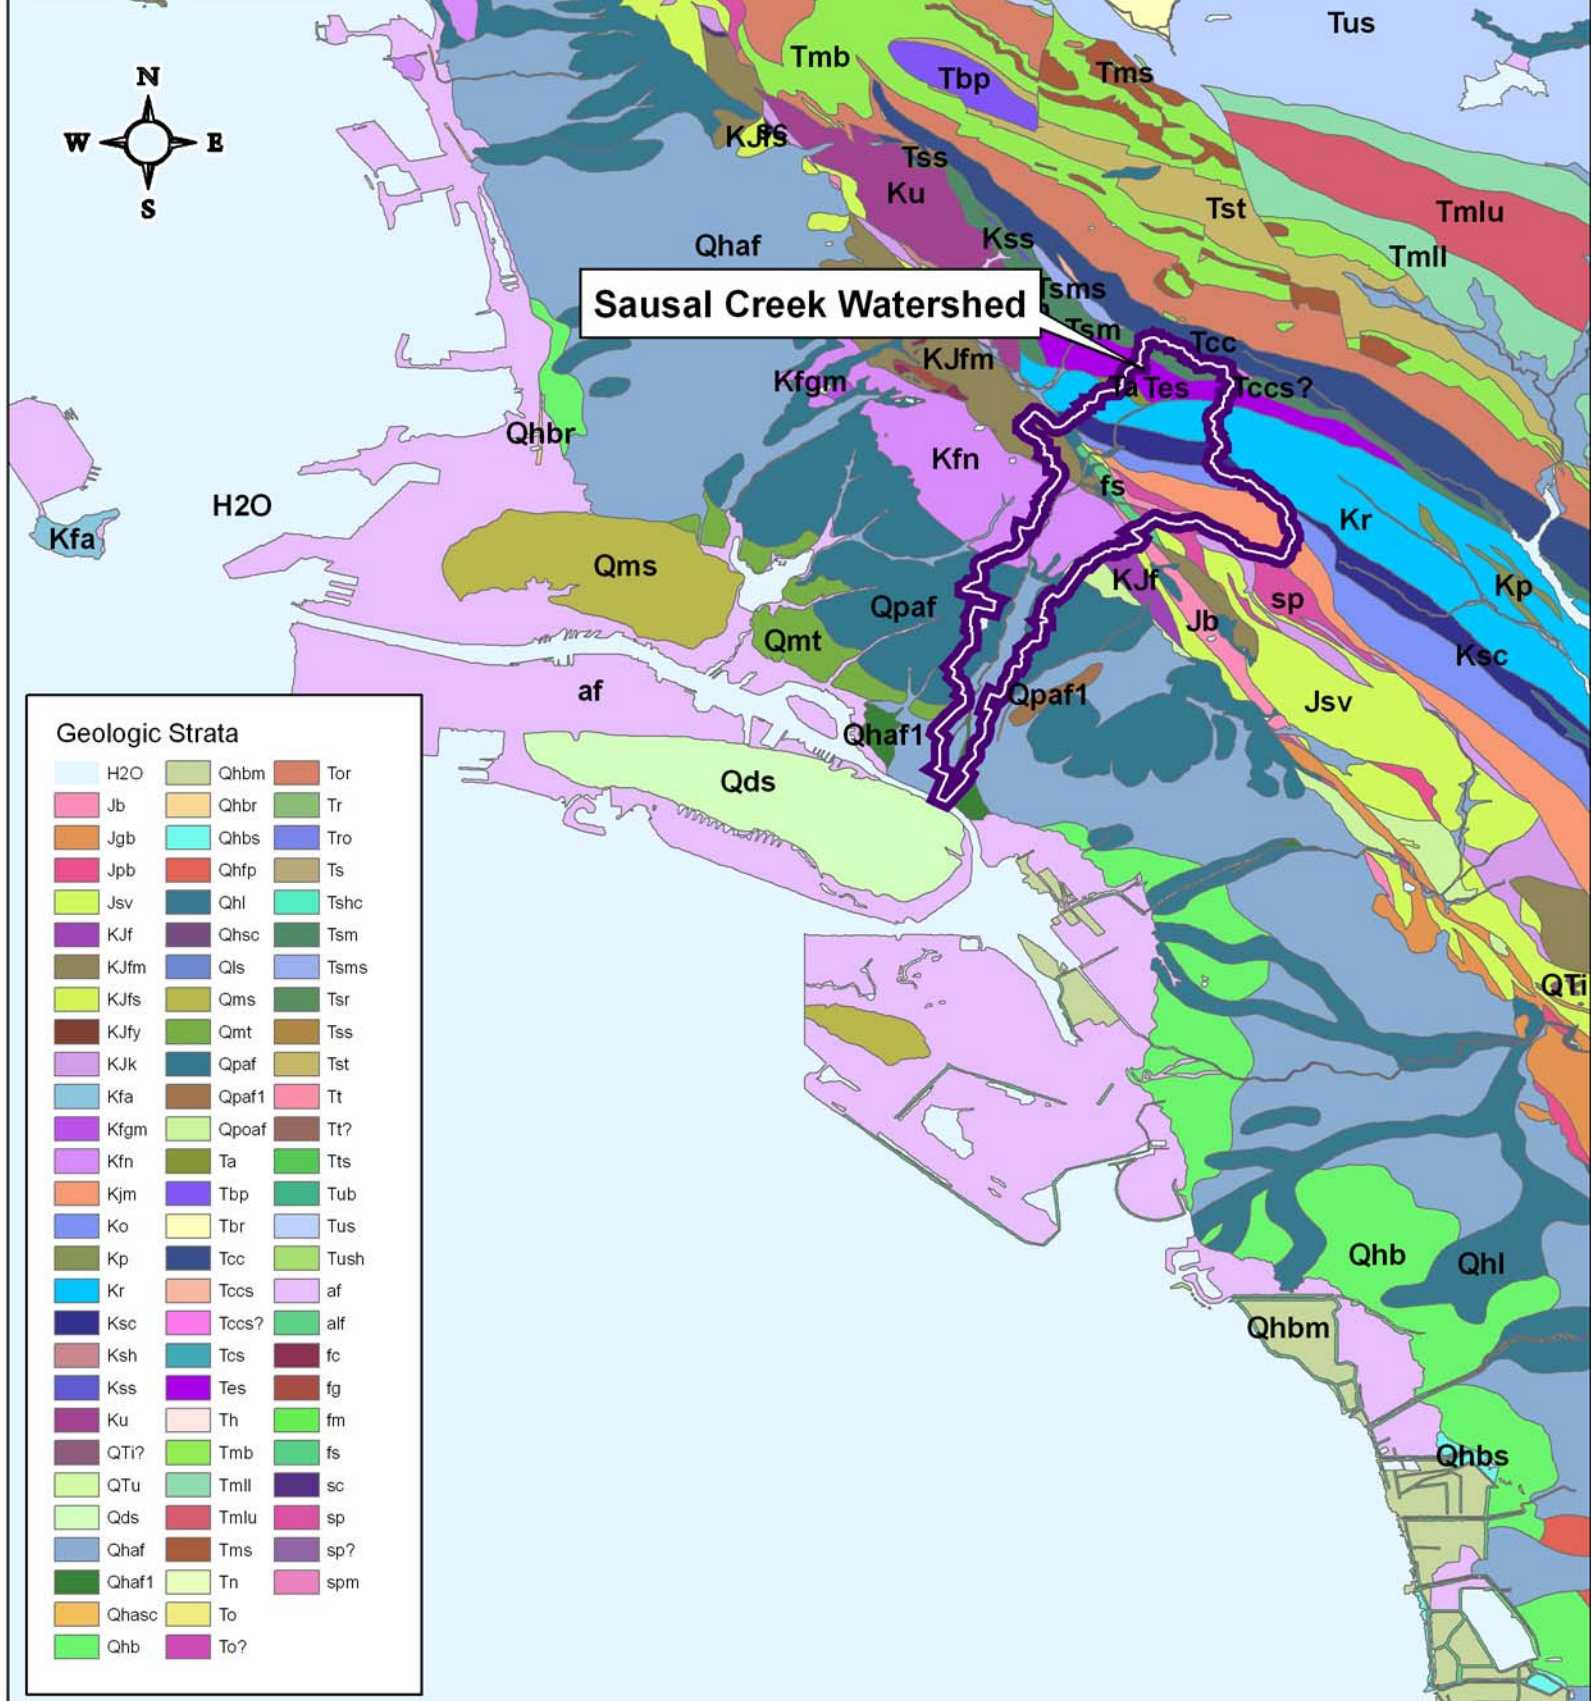 N
W E
S
Tus
Tmb
Tbp
Tms
KJfs
Tss
Ku
Tst
Tmlu
Qhaf
Kss
Tmll
Sausal Creek Watershed
Tsms
Tsm
Tcc
KJfm
Kfgm
Ta
Tes
Tccs?
Qhbr
Kfn
fs
H2O
Kfa
Kr
Qms
KJf
Kp
Qpaf
sp
Jb
Qmt
Ksc
af
Qpaf1
Jsv
Qhaf1
Qds
QTi
Qhb
Qhl
Qhbm
Qhbs
Geologic Strata
H2O
Jb
Jgb
Jpb
Jsv
KJf
KJfm
KJfs
KJfy
KJk
Kfa
Kfgm
Kfn
Kjm
Ko
Kp
Kr
Ksc
Ksh
Kss
Ku
QTi?
QTu
Qds
Qhaf
Qhaf1
Qhasc
Qhb
Qhbm
Qhbr
Qhbs
Qhfp
Qhl
Qhsc
Qls
Qms
Qmt
Qpaf
Qpaf1
Qpoaf
Ta
Tbp
Tbr
Tcc
Tccs
Tccs?
Tcs
Tes
Th
Tmb
Tmll
Tmlu
Tms
Tn
To
To?
Tor
Tr
Tro
Ts
Tshc
Tsm
Tsms
Tsr
Tss
Tst
Tt
Tt?
Tts
Tub
Tus
Tush
af
alf
fc
fg
fm
fs
sc
sp
sp?
spm